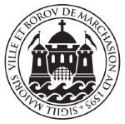 SIGILL MAIORIS VILLE ET BOROV DE MARCHASION AD 1595